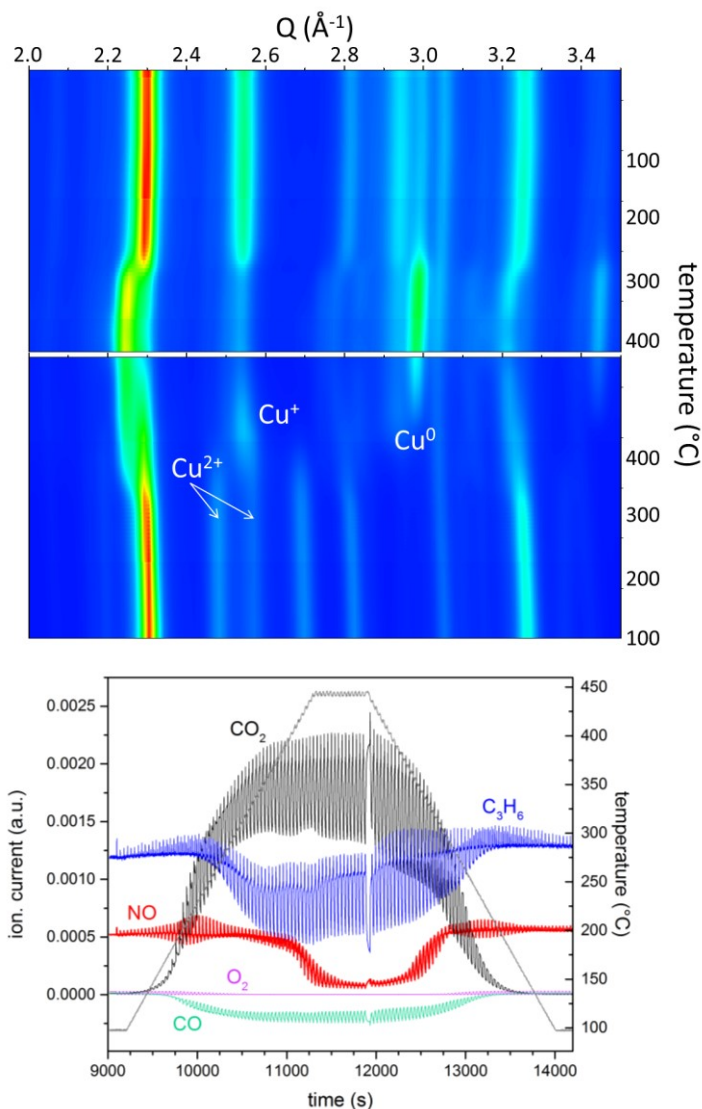 Q (Å⁻¹)
2.0 2.2 2.4 2.6 2.8 3.0 3.2 3.4
100
200
300
400
Cu⁺
Cu⁰
Cu²⁺
400
300
200
100
temperature (°C)
0.0025
0.0020
0.0015
0.0010
0.0005
0.0000
ion. current (a.u.)
CO₂
C₃H₆
NO
O₂
CO
450
400
350
300
250
200
150
100
temperature (°C)
9000 10000 11000 12000 13000 14000
time (s)